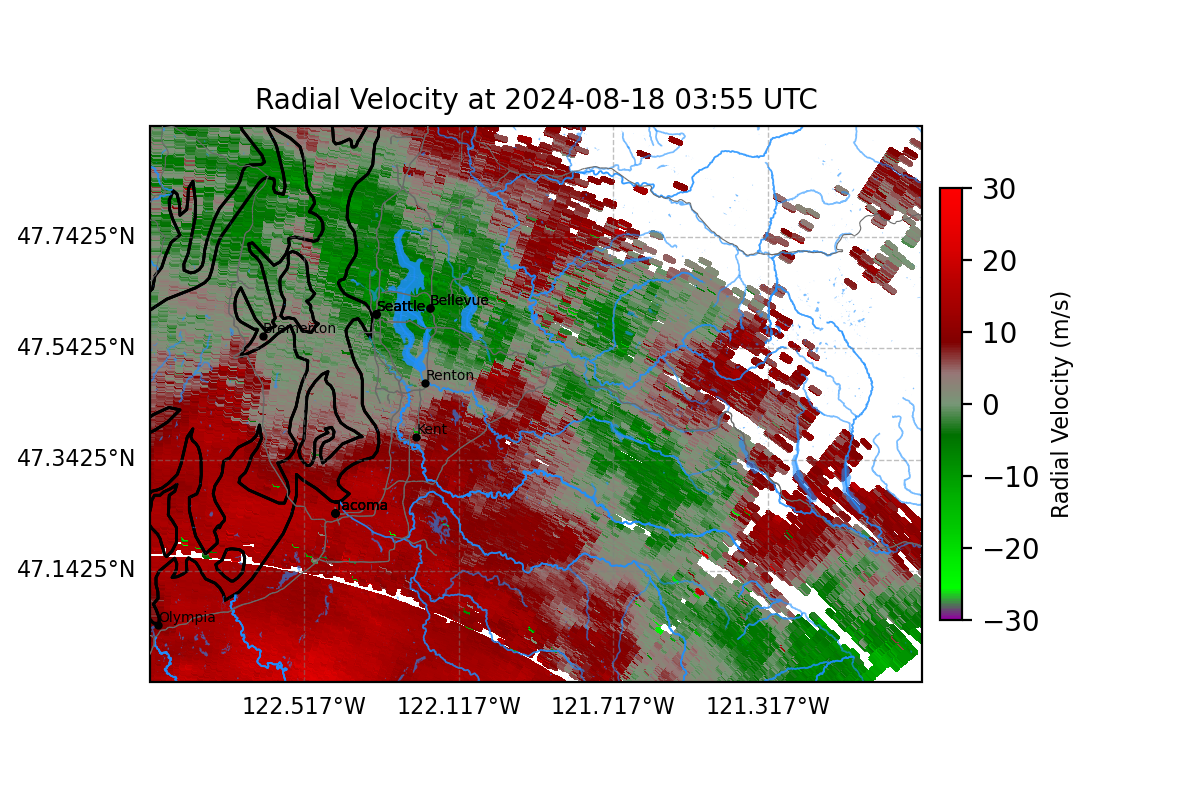 Radial Velocity at 2024-08-18 03:55 UTC
47.7425°N
47.5425°N
47.3425°N
47.1425°N
Seattle
Bellevue
Bremerton
Renton
Kent
Tacoma
Olympia
122.517°W
122.117°W
121.717°W
121.317°W
30
20
10
0
−10
−20
−30
Radial Velocity (m/s)